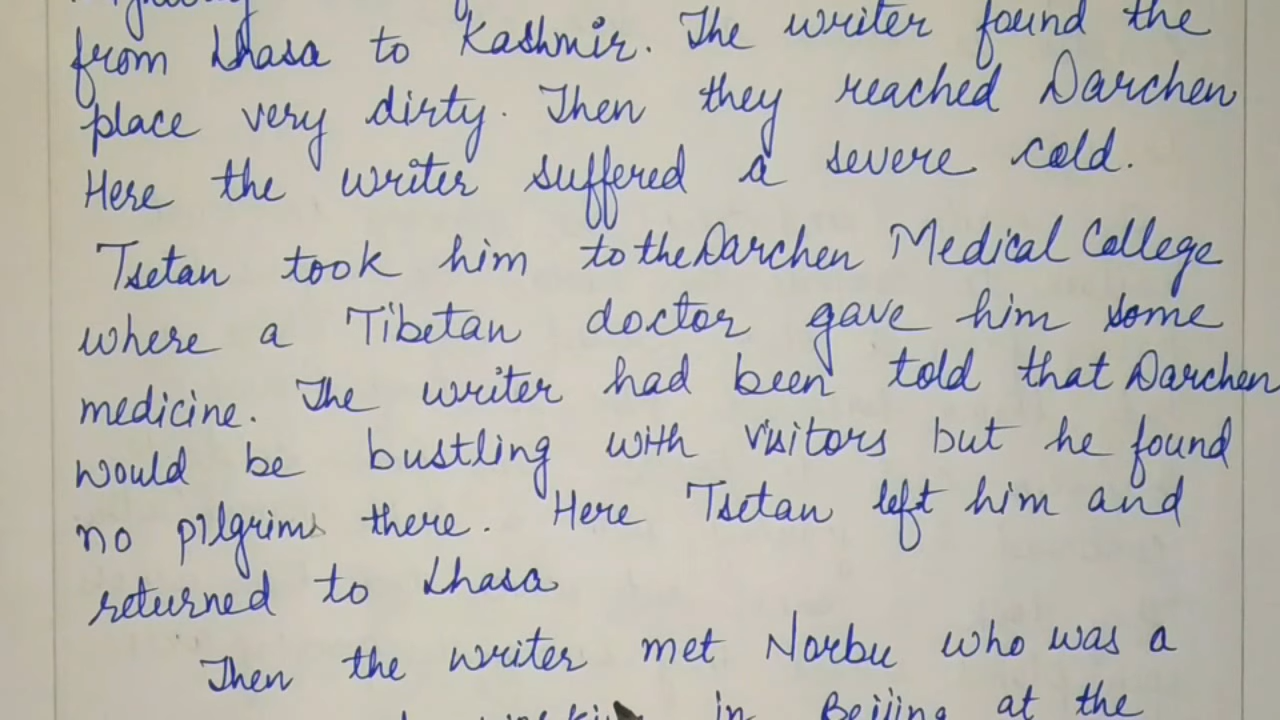 from Lhasa to Kashmir. The writer found the
place very dirty. Then they reached Darchen
Here the writer suffered a severe cold.
Tsetan took him to the Darchen Medical College
where a Tibetan doctor gave him some
medicine. The writer had been told that Darchen
would be bustling with visitors but he found
no pilgrims there. Here Tsetan left him and
returned to Lhasa
Then the writer met Norbu who was a
in Beijing at the